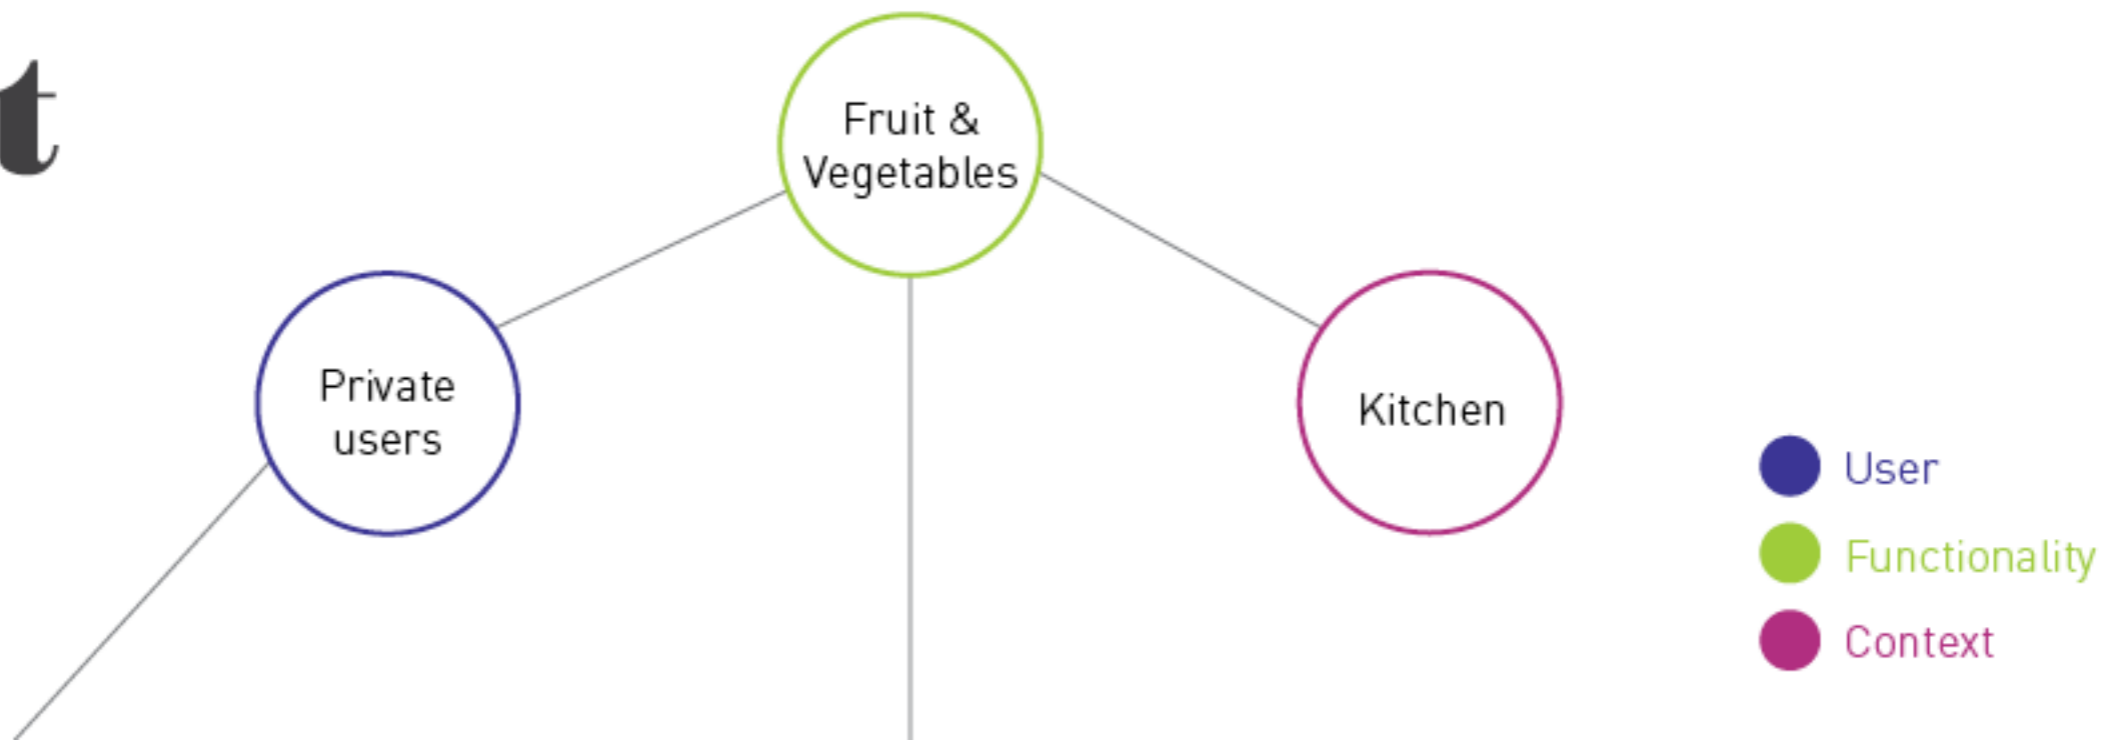 t
Fruit &
Vegetables
Private
users
Kitchen
User
Functionality
Context